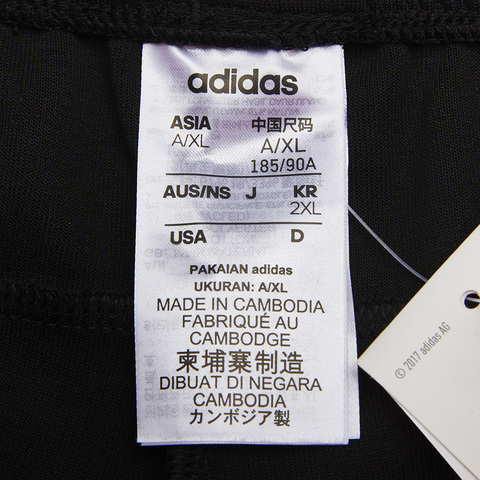 adidas
ASIA 中国尺码
A/XL A/XL
185/90A
AUS/NS J KR
2XL
USA D
PAKAIAN adidas
UKURAN: A/XL
MADE IN CAMBODIA
FABRIQUÉ AU
CAMBODGE
柬埔寨制造
DIBUAT DI NEGARA
CAMBODIA
カンボジア製
© 2017 adidas AG